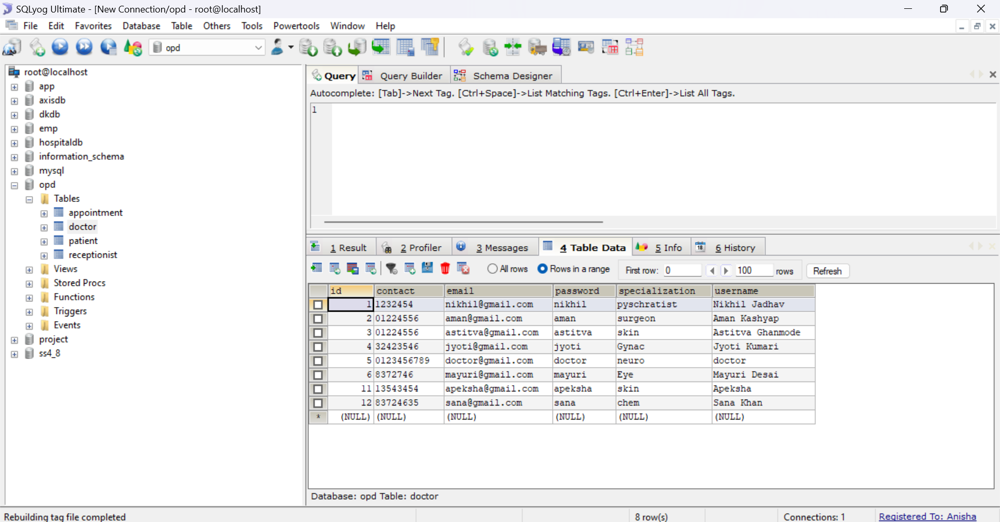 SQLyog Ultimate - [New Connection/opd - root@localhost]
File Edit Favorites Database Table Others Tools Powertools Window Help
opd
root@localhost
app
axisdb
dkdb
emp
hospitaldb
information_schema
mysql
opd
Tables
appointment
doctor
patient
receptionist
Views
Stored Procs
Functions
Triggers
Events
project
ss4_8
Query Query Builder Schema Designer
Autocomplete: [Tab]->Next Tag. [Ctrl+Space]->List Matching Tags. [Ctrl+Enter]->List All Tags.
1
1 Result 2 Profiler 3 Messages 4 Table Data 5 Info 18 6 History
All rows Rows in a range First row: 0 100 rows Refresh
id contact email password specialization username
1 1232454 nikhil@gmail.com nikhil pyschratist Nikhil Jadhav
2 01224556 aman@gmail.com aman surgeon Aman Kashyap
3 01224556 astitva@gmail.com astitva skin Astitva Ghanmode
4 32423546 jyoti@gmail.com jyoti Gynac Jyoti Kumari
5 0123456789 doctor@gmail.com doctor neuro doctor
6 8372746 mayuri@gmail.com mayuri Eye Mayuri Desai
11 13543454 apeksha@gmail.com apeksha skin Apeksha
12 83724635 sana@gmail.com sana chem Sana Khan
* (NULL) (NULL) (NULL) (NULL) (NULL) (NULL)
Database: opd Table: doctor
Rebuilding tag file completed 8 row(s) Connections: 1 Registered To: Anisha